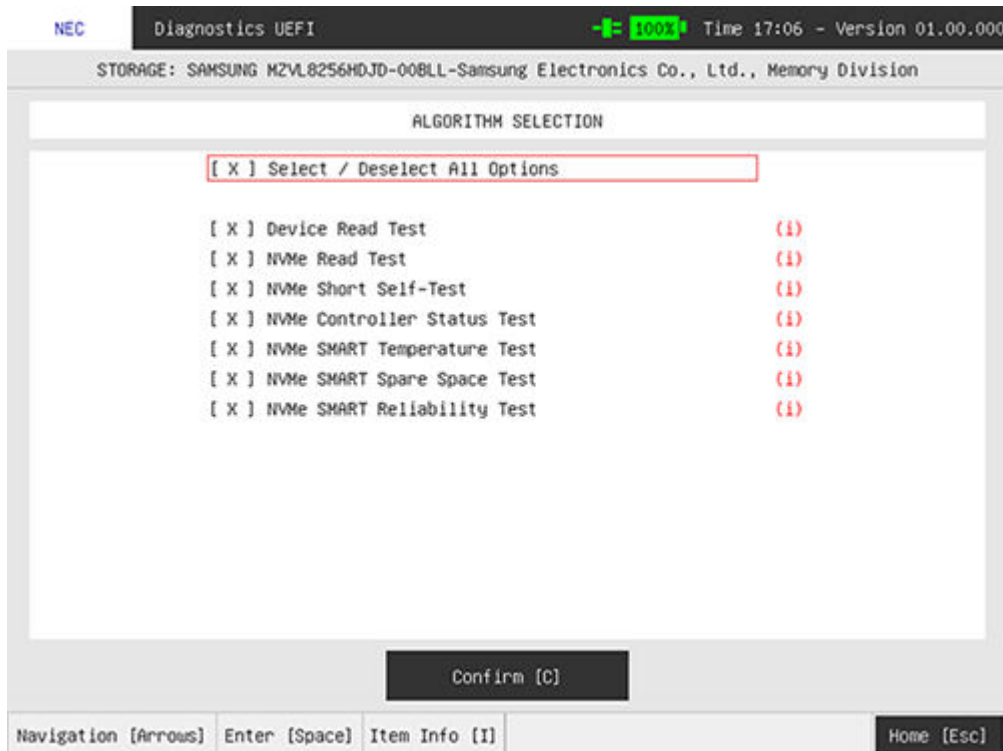 NEC Diagnostics UEFI 100% Time 17:06 - Version 01.00.000
STORAGE: SAMSUNG MZVL8256HDJD-00BLL-Samsung Electronics Co., Ltd., Memory Division
ALGORITHM SELECTION
[ X ] Select / Deselect All Options
[ X ] Device Read Test (i)
[ X ] NVMe Read Test (i)
[ X ] NVMe Short Self-Test (i)
[ X ] NVMe Controller Status Test (i)
[ X ] NVMe SMART Temperature Test (i)
[ X ] NVMe SMART Spare Space Test (i)
[ X ] NVMe SMART Reliability Test (i)
Confirm [C]
Navigation [Arrows] Enter [Space] Item Info [I] Home [Esc]